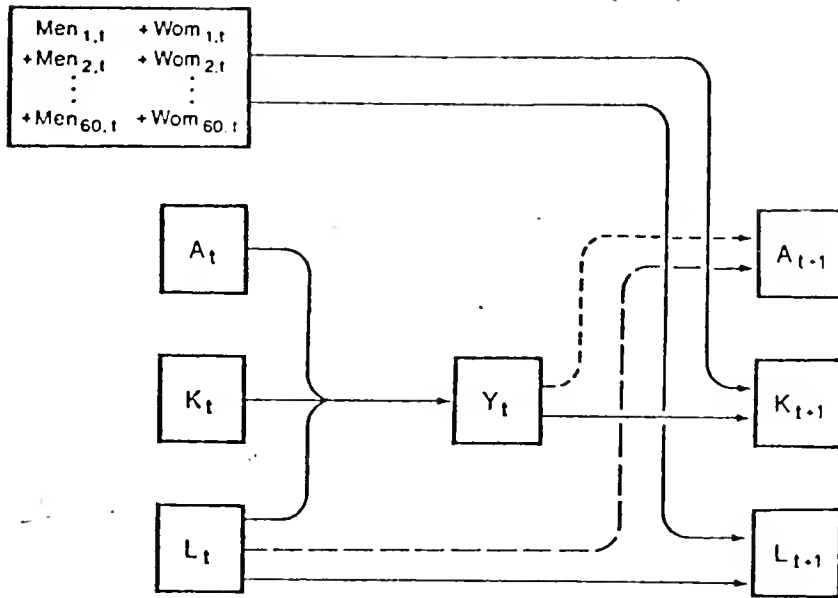 Men1,t + Wom1,t
+Men2,t + Wom2,t
⋮ ⋮
+Men60,t +Wom60,t
At
At+1
Kt
Yt
Kt+1
Lt
Lt+1